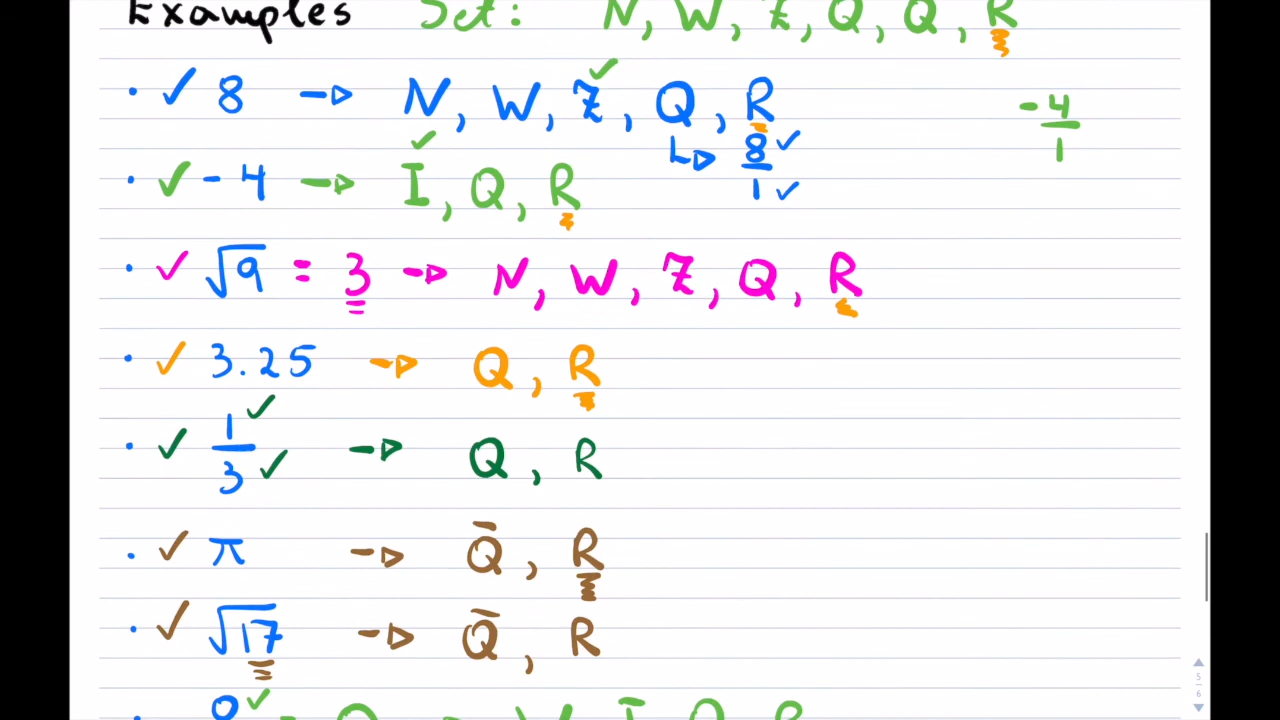 Examples Set: N, W, Z, Q, Q, R
• ✓ 8 → N, W, Z, Q, R
-4/1
↳ 8/1
• ✓ -4 → I, Q, R
• ✓ √9 = 3 → N, W, Z, Q, R
• ✓ 3.25 → Q, R
• ✓ 1/3 → Q, R
• ✓ π → Q̄, R
• ✓ √17 → Q̄, R